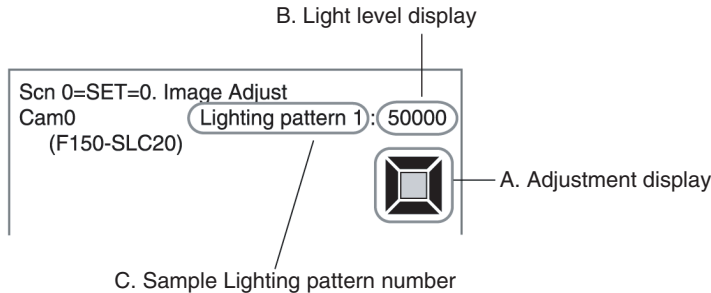 B. Light level display
Scn 0=SET=0. Image Adjust
Cam0 Lighting pattern 1: 50000
(F150-SLC20)
A. Adjustment display
C. Sample Lighting pattern number